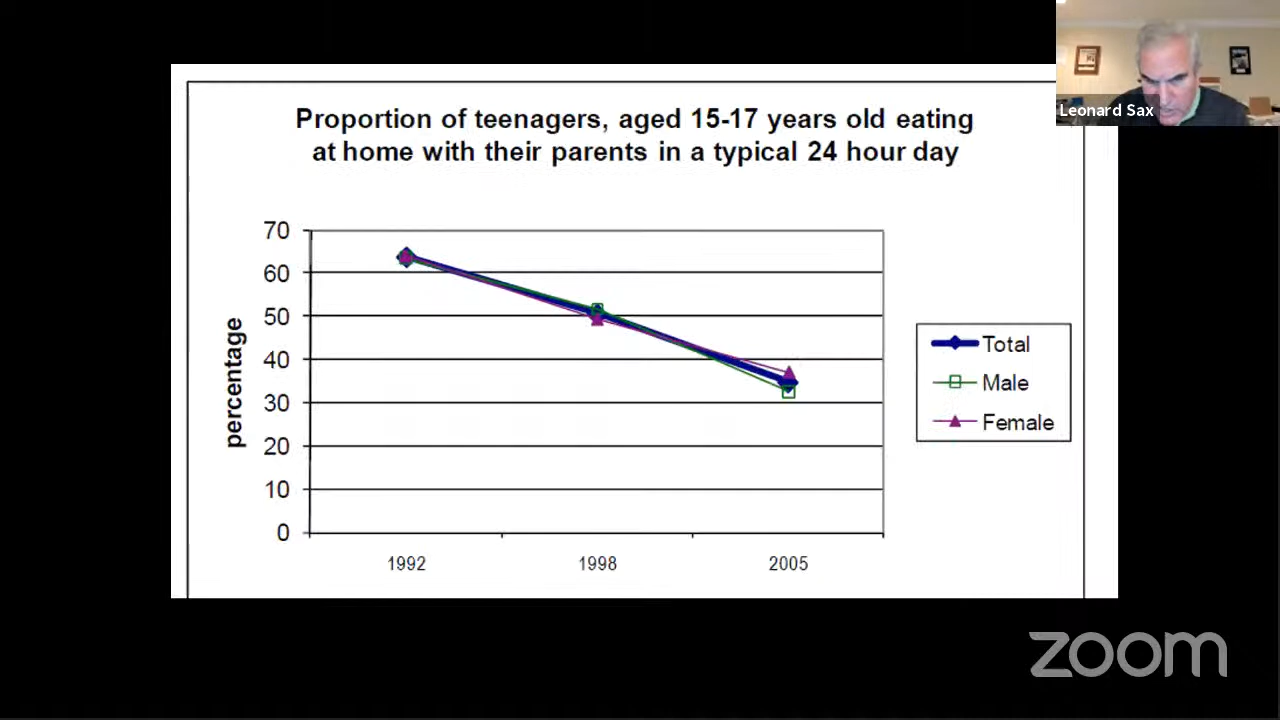 Leonard Sax
Proportion of teenagers, aged 15-17 years old eating
at home with their parents in a typical 24 hour day
percentage
70
60
50
40
30
20
10
0
1992 1998 2005
Total
Male
Female
zoom